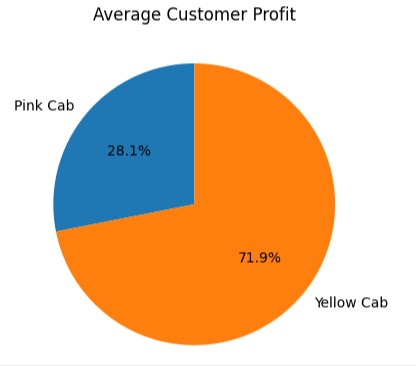 Average Customer Profit
Pink Cab
28.1%
71.9%
Yellow Cab